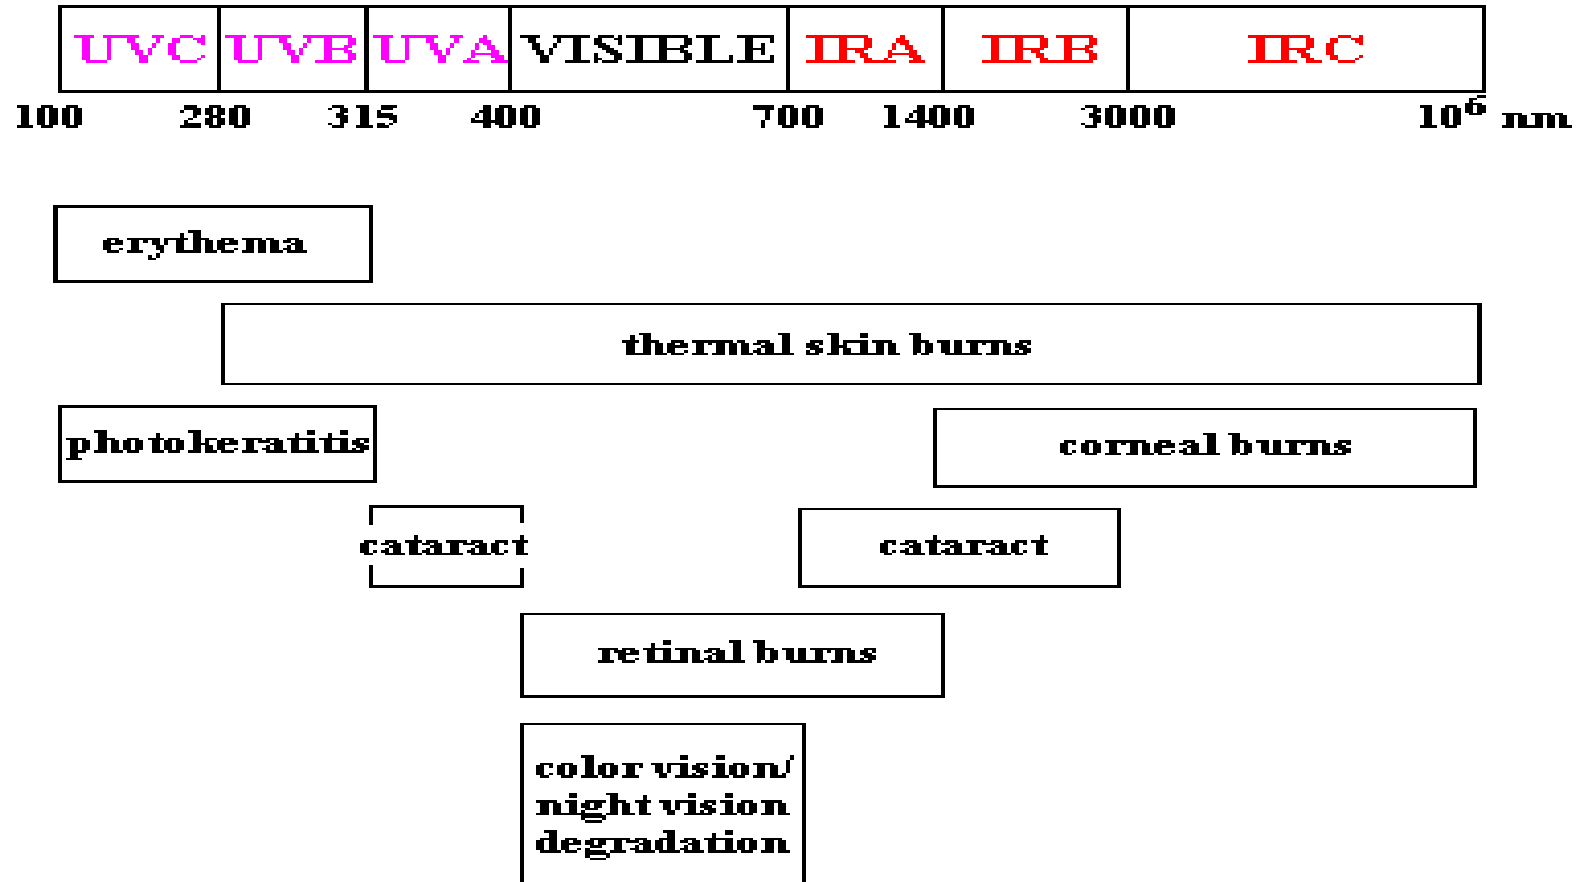 UVC UVB UVA VISIBLE IRA IRB IRC
100 280 315 400 700 1400 3000 10⁶ nm
erythema
thermal skin burns
photokeratitis corneal burns
cataract cataract
retinal burns
color vision/
night vision
degradation